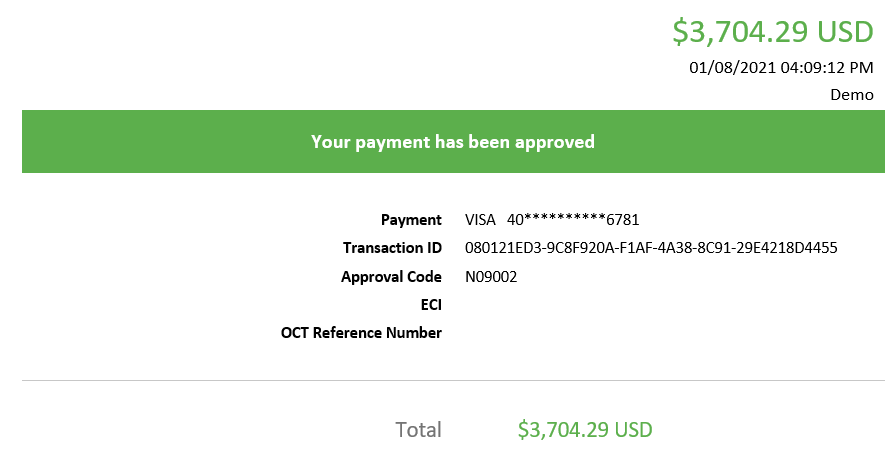 $3,704.29 USD
01/08/2021 04:09:12 PM
Demo
Your payment has been approved
Payment VISA 40**********6781
Transaction ID 080121ED3-9C8F920A-F1AF-4A38-8C91-29E4218D4455
Approval Code N09002
ECI
OCT Reference Number
Total $3,704.29 USD